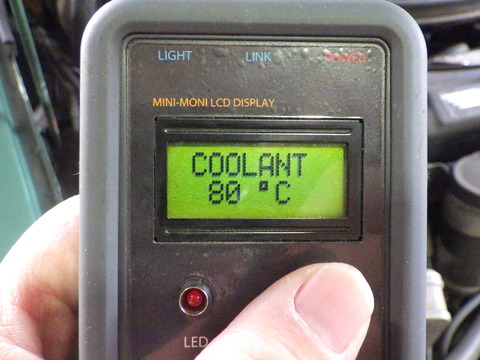 LIGHT LINK POWER
MINI-MONI LCD DISPLAY
COOLANT
80 °C
LED